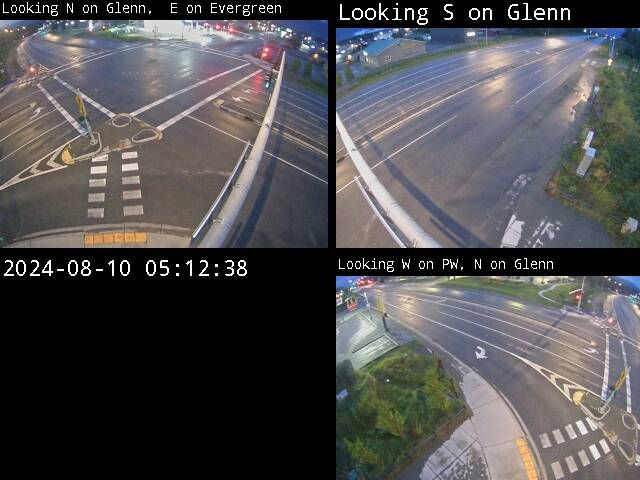 Looking N on Glenn,  E on Evergreen
Looking S on Glenn
2024-08-10 05:12:38
Looking W on PW, N on Glenn